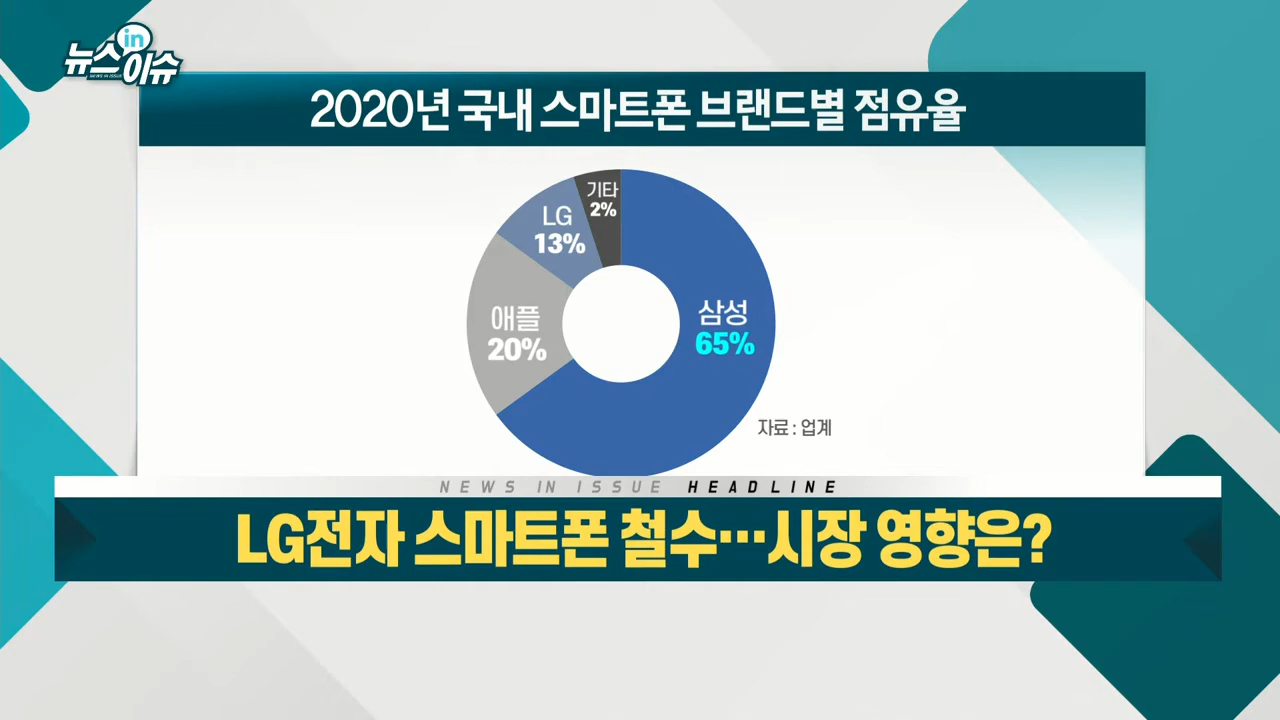 뉴스in이슈
NEWS IN ISSUE
2020년 국내 스마트폰 브랜드별 점유율
기타
2%
LG
13%
애플
20%
삼성
65%
자료 : 업계
NEWS IN ISSUE HEADLINE
LG전자 스마트폰 철수…시장 영향은?